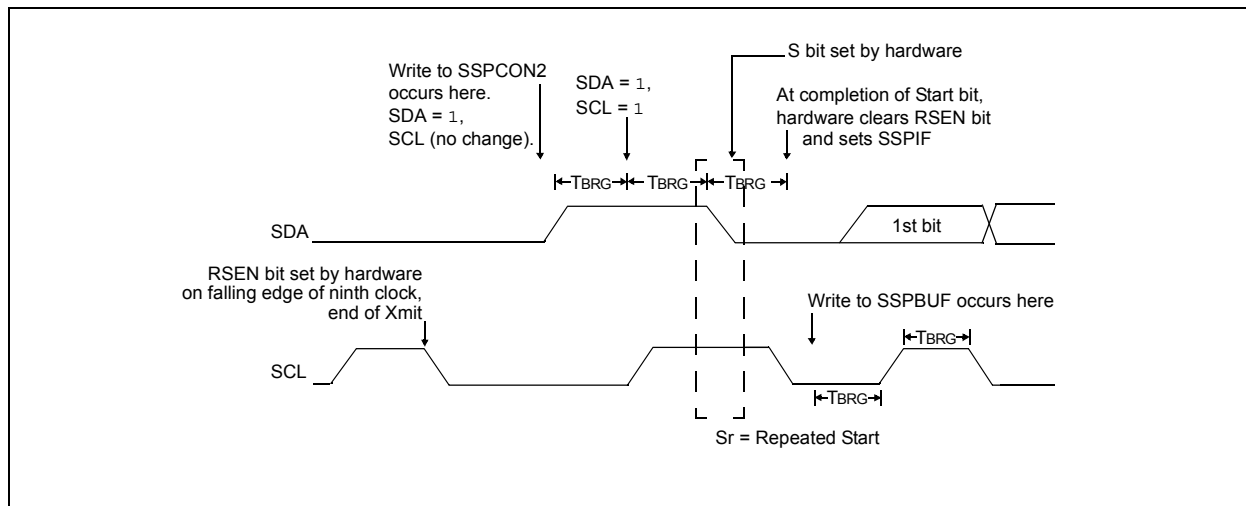 S bit set by hardware
Write to SSPCON2
occurs here.
SDA = 1,
SCL (no change).
SDA = 1,
SCL = 1
At completion of Start bit,
hardware clears RSEN bit
and sets SSPIF
TBRG
TBRG
TBRG
SDA
1st bit
RSEN bit set by hardware
on falling edge of ninth clock,
end of Xmit
Write to SSPBUF occurs here
TBRG
SCL
TBRG
Sr = Repeated Start